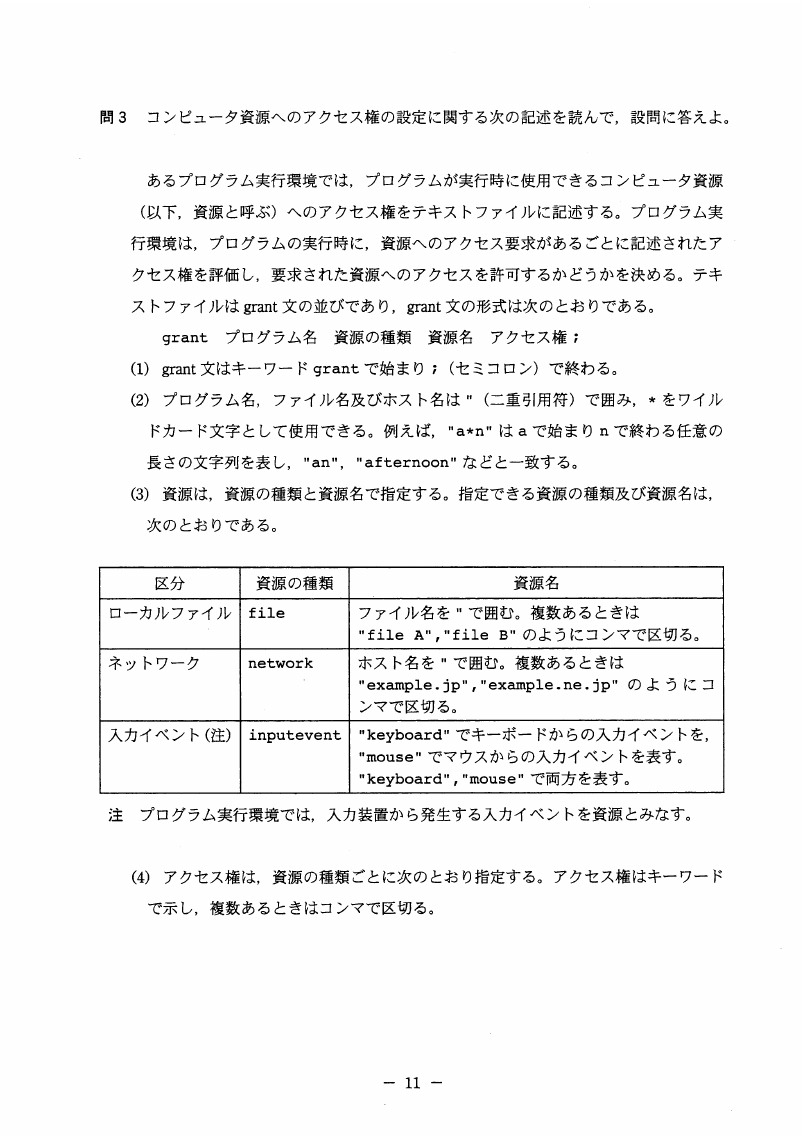 問3　コンピュータ資源へのアクセス権の設定に関する次の記述を読んで，設問に答えよ。
あるプログラム実行環境では，プログラムが実行時に使用できるコンピュータ資源
（以下，資源と呼ぶ）へのアクセス権をテキストファイルに記述する。プログラム実
行環境は，プログラムの実行時に，資源へのアクセス要求があるごとに記述されたア
クセス権を評価し，要求された資源へのアクセスを許可するかどうかを決める。テキ
ストファイルは grant 文の並びであり，grant 文の形式は次のとおりである。
grant　プログラム名　資源の種類　資源名　アクセス権；
(1)　grant 文はキーワード grant で始まり；（セミコロン）で終わる。
(2)　プログラム名，ファイル名及びホスト名は "（二重引用符）で囲み，* をワイル
ドカード文字として使用できる。例えば，"a*n" は a で始まり n で終わる任意の
長さの文字列を表し，"an"，"afternoon" などと一致する。
(3)　資源は，資源の種類と資源名で指定する。指定できる資源の種類及び資源名は，
次のとおりである。
区分　資源の種類　資源名
ローカルファイル　file　ファイル名を " で囲む。複数あるときは
"file A","file B" のようにコンマで区切る。
ネットワーク　network　ホスト名を " で囲む。複数あるときは
"example.jp","example.ne.jp" のようにコ
ンマで区切る。
入力イベント（注）　inputevent　"keyboard" でキーボードからの入力イベントを，
"mouse" でマウスからの入力イベントを表す。
"keyboard","mouse" で両方を表す。
注　プログラム実行環境では，入力装置から発生する入力イベントを資源とみなす。
(4)　アクセス権は，資源の種類ごとに次のとおり指定する。アクセス権はキーワード
で示し，複数あるときはコンマで区切る。
－ 11 －